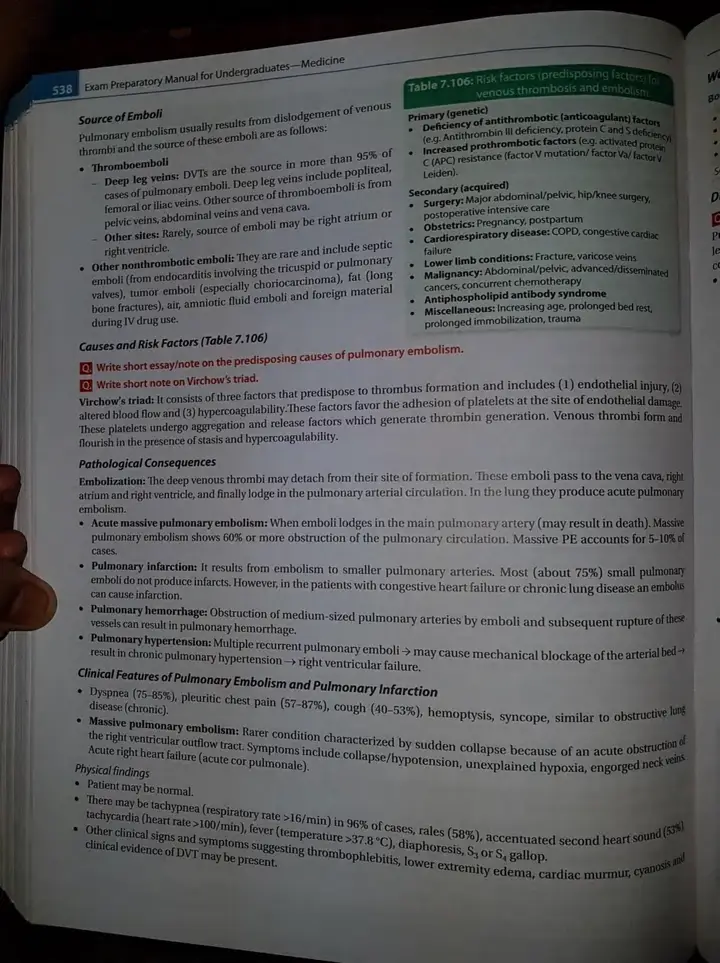 538 Exam Preparatory Manual for Undergraduates—Medicine
Source of Emboli
Pulmonary embolism usually results from dislodgement of venous
thrombi and the source of these emboli are as follows:
• Thromboemboli
– Deep leg veins: DVTs are the source in more than 95% of
cases of pulmonary emboli. Deep leg veins include popliteal,
femoral or iliac veins. Other source of thromboemboli is from
pelvic veins, abdominal veins and vena cava.
– Other sites: Rarely, source of emboli may be right atrium or
right ventricle.
• Other nonthrombotic emboli: They are rare and include septic
emboli (from endocarditis involving the tricuspid or pulmonary
valves), tumor emboli (especially choriocarcinoma), fat (long
bone fractures), air, amniotic fluid emboli and foreign material
during IV drug use.
Table 7.106: Risk factors (predisposing factors) for
venous thrombosis and embolism.
Primary (genetic)
• Deficiency of antithrombotic (anticoagulant) factors
(e.g. Antithrombin III deficiency, protein C and S deficiency)
• Increased prothrombotic factors (e.g. activated protein
C (APC) resistance (factor V mutation/ factor Va/ factor V
Leiden).
Secondary (acquired)
• Surgery: Major abdominal/pelvic, hip/knee surgery,
postoperative intensive care
• Obstetrics: Pregnancy, postpartum
• Cardiorespiratory disease: COPD, congestive cardiac
failure
• Lower limb conditions: Fracture, varicose veins
• Malignancy: Abdominal/pelvic, advanced/disseminated
cancers, concurrent chemotherapy
• Antiphospholipid antibody syndrome
• Miscellaneous: Increasing age, prolonged bed rest,
prolonged immobilization, trauma
Causes and Risk Factors (Table 7.106)
Q. Write short essay/note on the predisposing causes of pulmonary embolism.
Q. Write short note on Virchow's triad.
Virchow's triad: It consists of three factors that predispose to thrombus formation and includes (1) endothelial injury, (2)
altered blood flow and (3) hypercoagulability.These factors favor the adhesion of platelets at the site of endothelial damage.
These platelets undergo aggregation and release factors which generate thrombin generation. Venous thrombi form and
flourish in the presence of stasis and hypercoagulability.
Pathological Consequences
Embolization: The deep venous thrombi may detach from their site of formation. These emboli pass to the vena cava, right
atrium and right ventricle, and finally lodge in the pulmonary arterial circulation. In the lung they produce acute pulmonary
embolism.
• Acute massive pulmonary embolism: When emboli lodges in the main pulmonary artery (may result in death). Massive
pulmonary embolism shows 60% or more obstruction of the pulmonary circulation. Massive PE accounts for 5–10% of
cases.
• Pulmonary infarction: It results from embolism to smaller pulmonary arteries. Most (about 75%) small pulmonary
emboli do not produce infarcts. However, in the patients with congestive heart failure or chronic lung disease an embolus
can cause infarction.
• Pulmonary hemorrhage: Obstruction of medium-sized pulmonary arteries by emboli and subsequent rupture of these
vessels can result in pulmonary hemorrhage.
• Pulmonary hypertension: Multiple recurrent pulmonary emboli → may cause mechanical blockage of the arterial bed →
result in chronic pulmonary hypertension → right ventricular failure.
Clinical Features of Pulmonary Embolism and Pulmonary Infarction
• Dyspnea (75–85%), pleuritic chest pain (57–87%), cough (40–53%), hemoptysis, syncope, similar to obstructive lung
disease (chronic).
• Massive pulmonary embolism: Rarer condition characterized by sudden collapse because of an acute obstruction of
the right ventricular outflow tract. Symptoms include collapse/hypotension, unexplained hypoxia, engorged neck veins.
Acute right heart failure (acute cor pulmonale).
Physical findings
• Patient may be normal.
• There may be tachypnea (respiratory rate >16/min) in 96% of cases, rales (58%), accentuated second heart sound (53%)
tachycardia (heart rate >100/min), fever (temperature >37.8 °C), diaphoresis, S3 or S4 gallop.
• Other clinical signs and symptoms suggesting thrombophlebitis, lower extremity edema, cardiac murmur, cyanosis and
clinical evidence of DVT may be present.